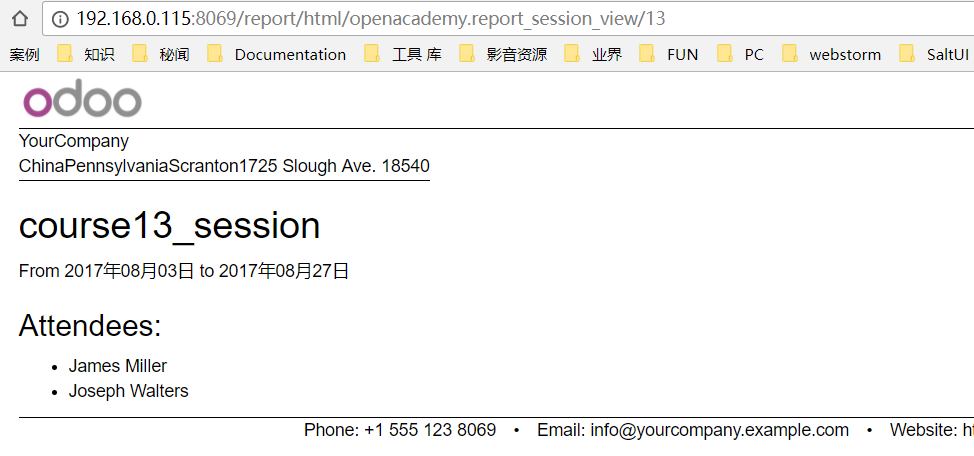 192.168.0.115:8069/report/html/openacademy.report_session_view/13
案例 知识 秘闻 Documentation 工具 库 影音资源 业界 FUN PC webstorm SaltUI
odoo
YourCompany
ChinaPennsylvaniaScranton1725 Slough Ave. 18540
course13_session
From 2017年08月03日 to 2017年08月27日
Attendees:
• James Miller
• Joseph Walters
Phone: +1 555 123 8069 • Email: info@yourcompany.example.com • Website: